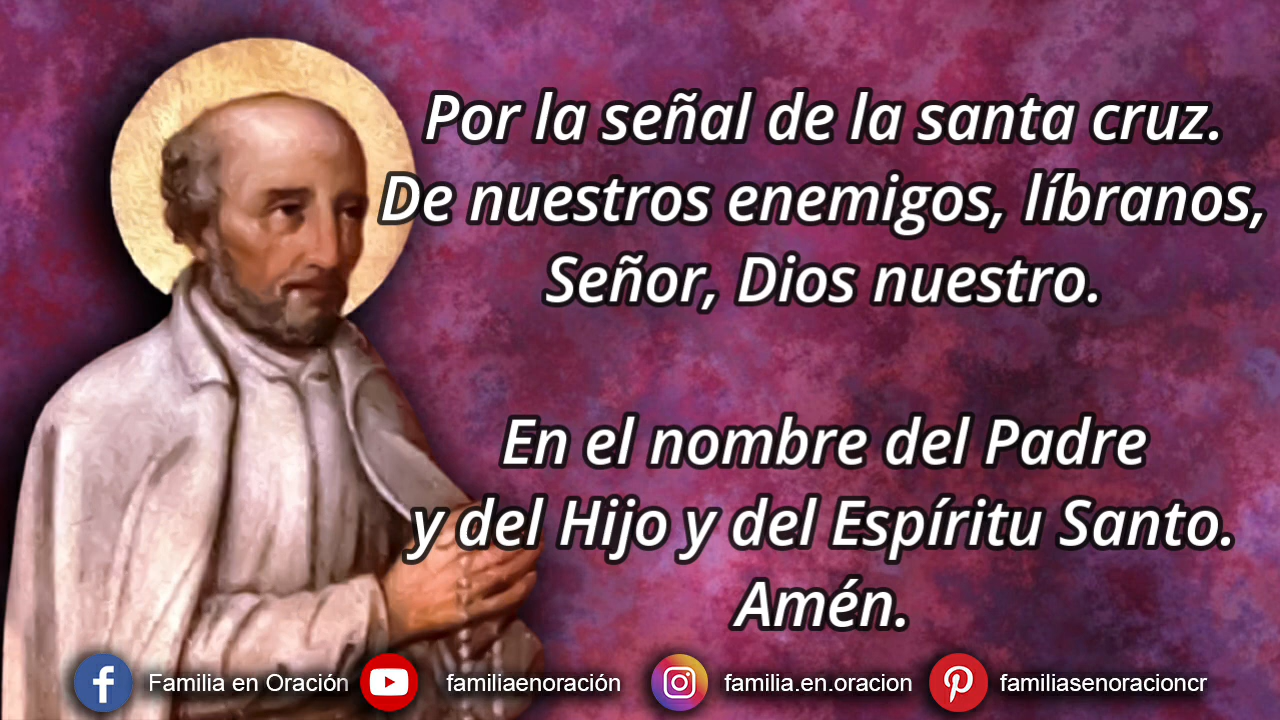 Por la señal de la santa cruz.
De nuestros enemigos, líbranos,
Señor, Dios nuestro.
En el nombre del Padre
y del Hijo y del Espíritu Santo.
Amén.
Familia en Oración familiaenoración familia.en.oracion familiasenoracioncr